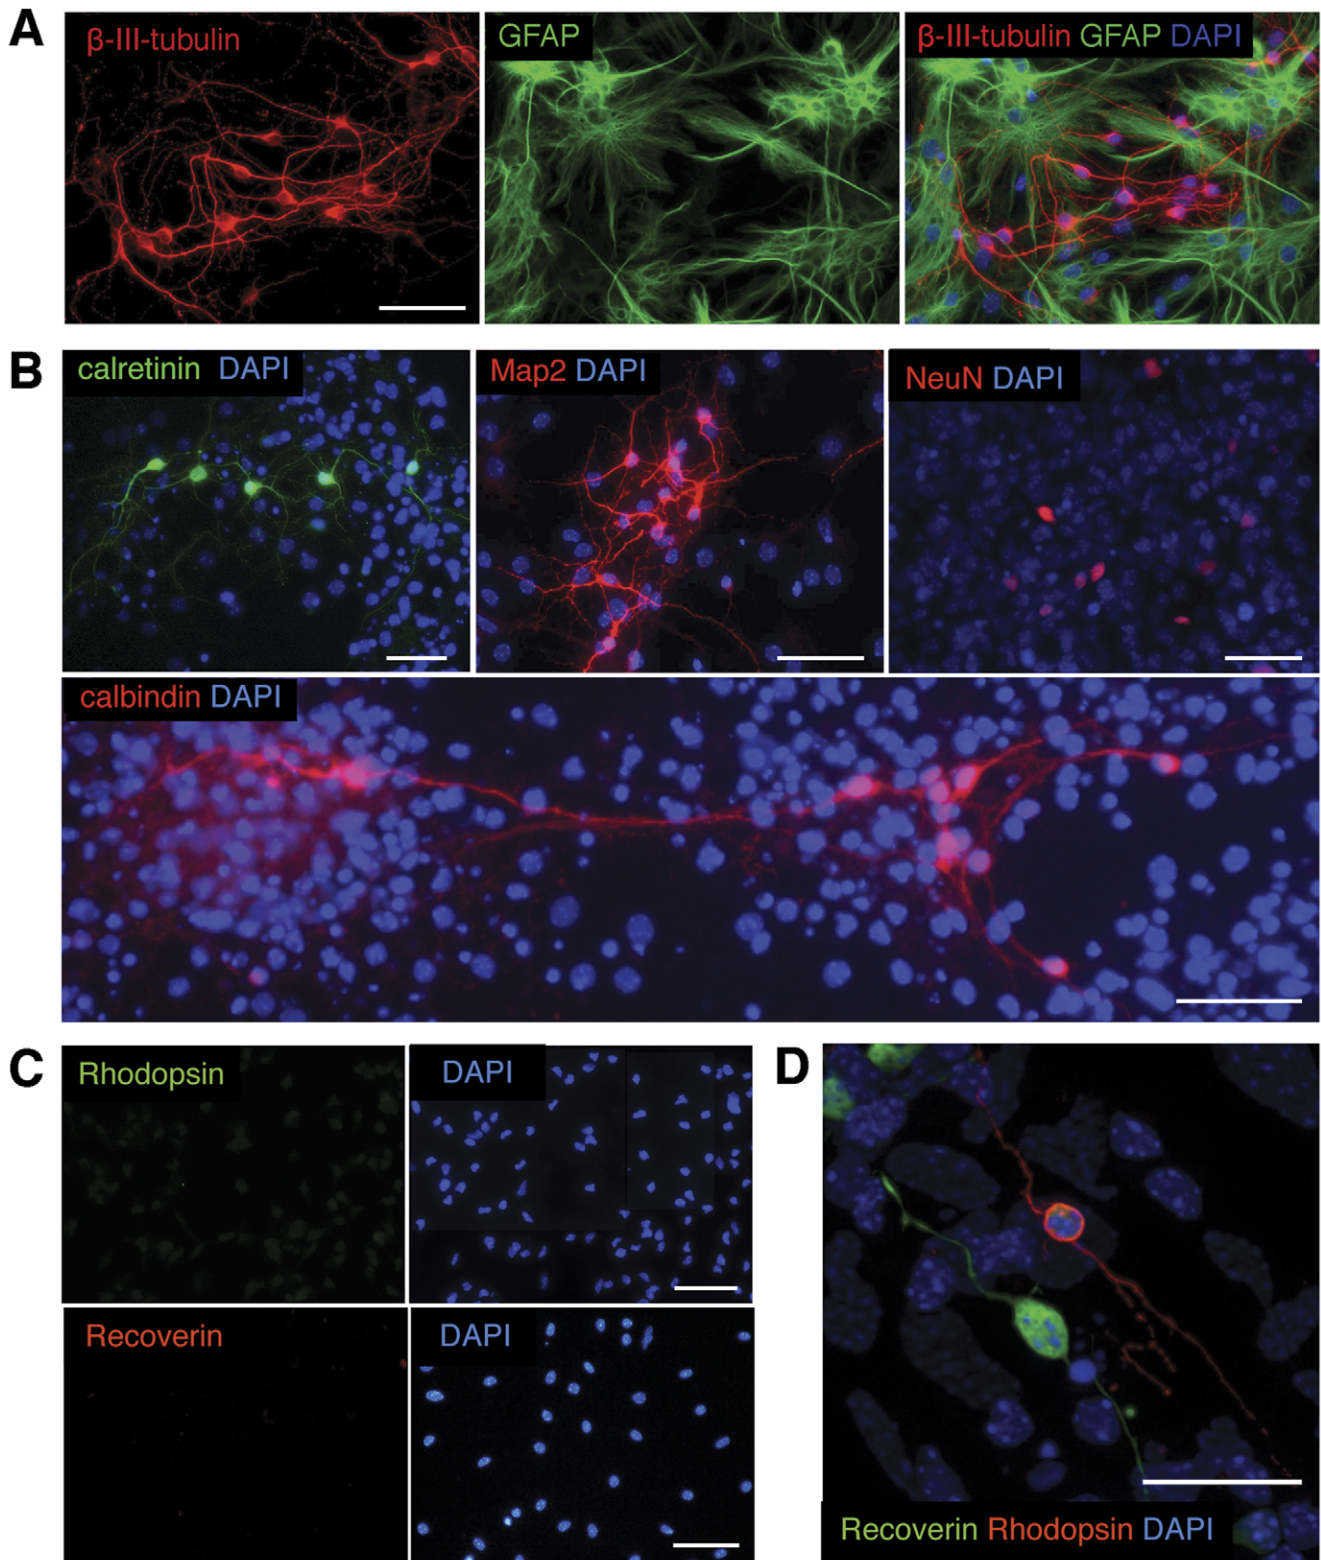 A
β-III-tubulin
GFAP
β-III-tubulin GFAP DAPI
B
calretinin DAPI
Map2 DAPI
NeuN DAPI
calbindin DAPI
C
Rhodopsin
DAPI
D
Recoverin
DAPI
Recoverin Rhodopsin DAPI